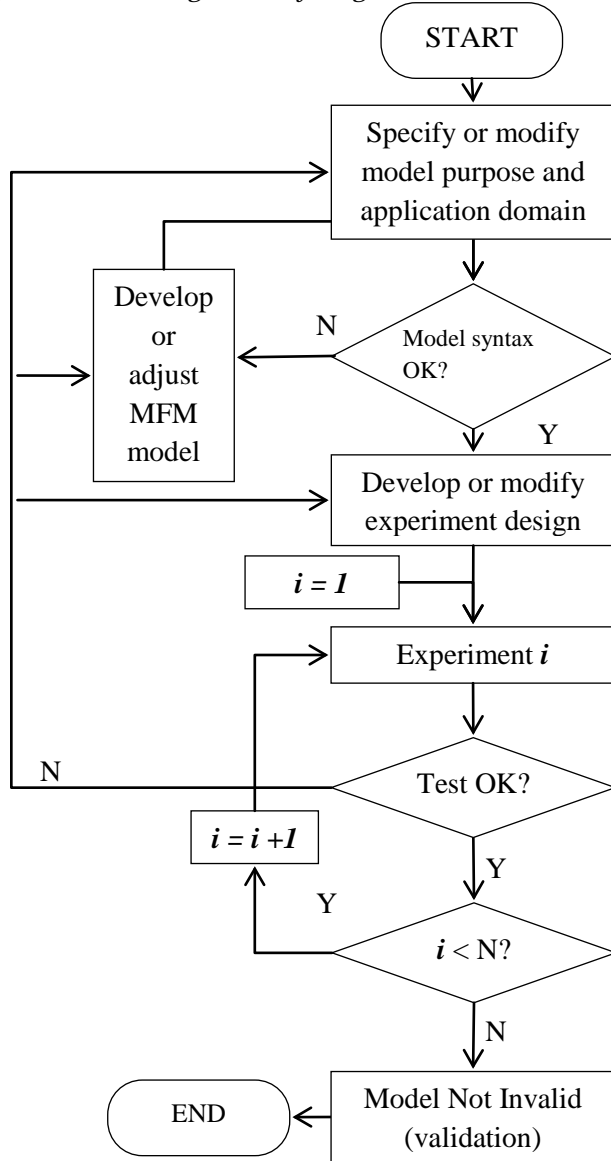 START
Specify or modify
model purpose and
application domain
Develop
or
adjust
MFM
model
N
Model syntax
OK?
Y
Develop or modify
experiment design
i = 1
Experiment i
N
Test OK?
i = i +1
Y
Y
i < N?
N
END
Model Not Invalid
(validation)